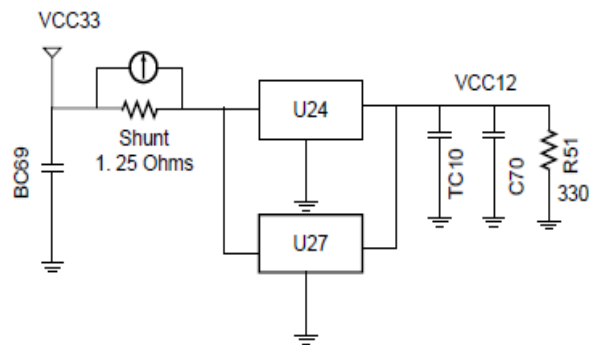 VCC33
BC69
Shunt
1. 25 Ohms
U24
U27
VCC12
TC10
C70
R51
330